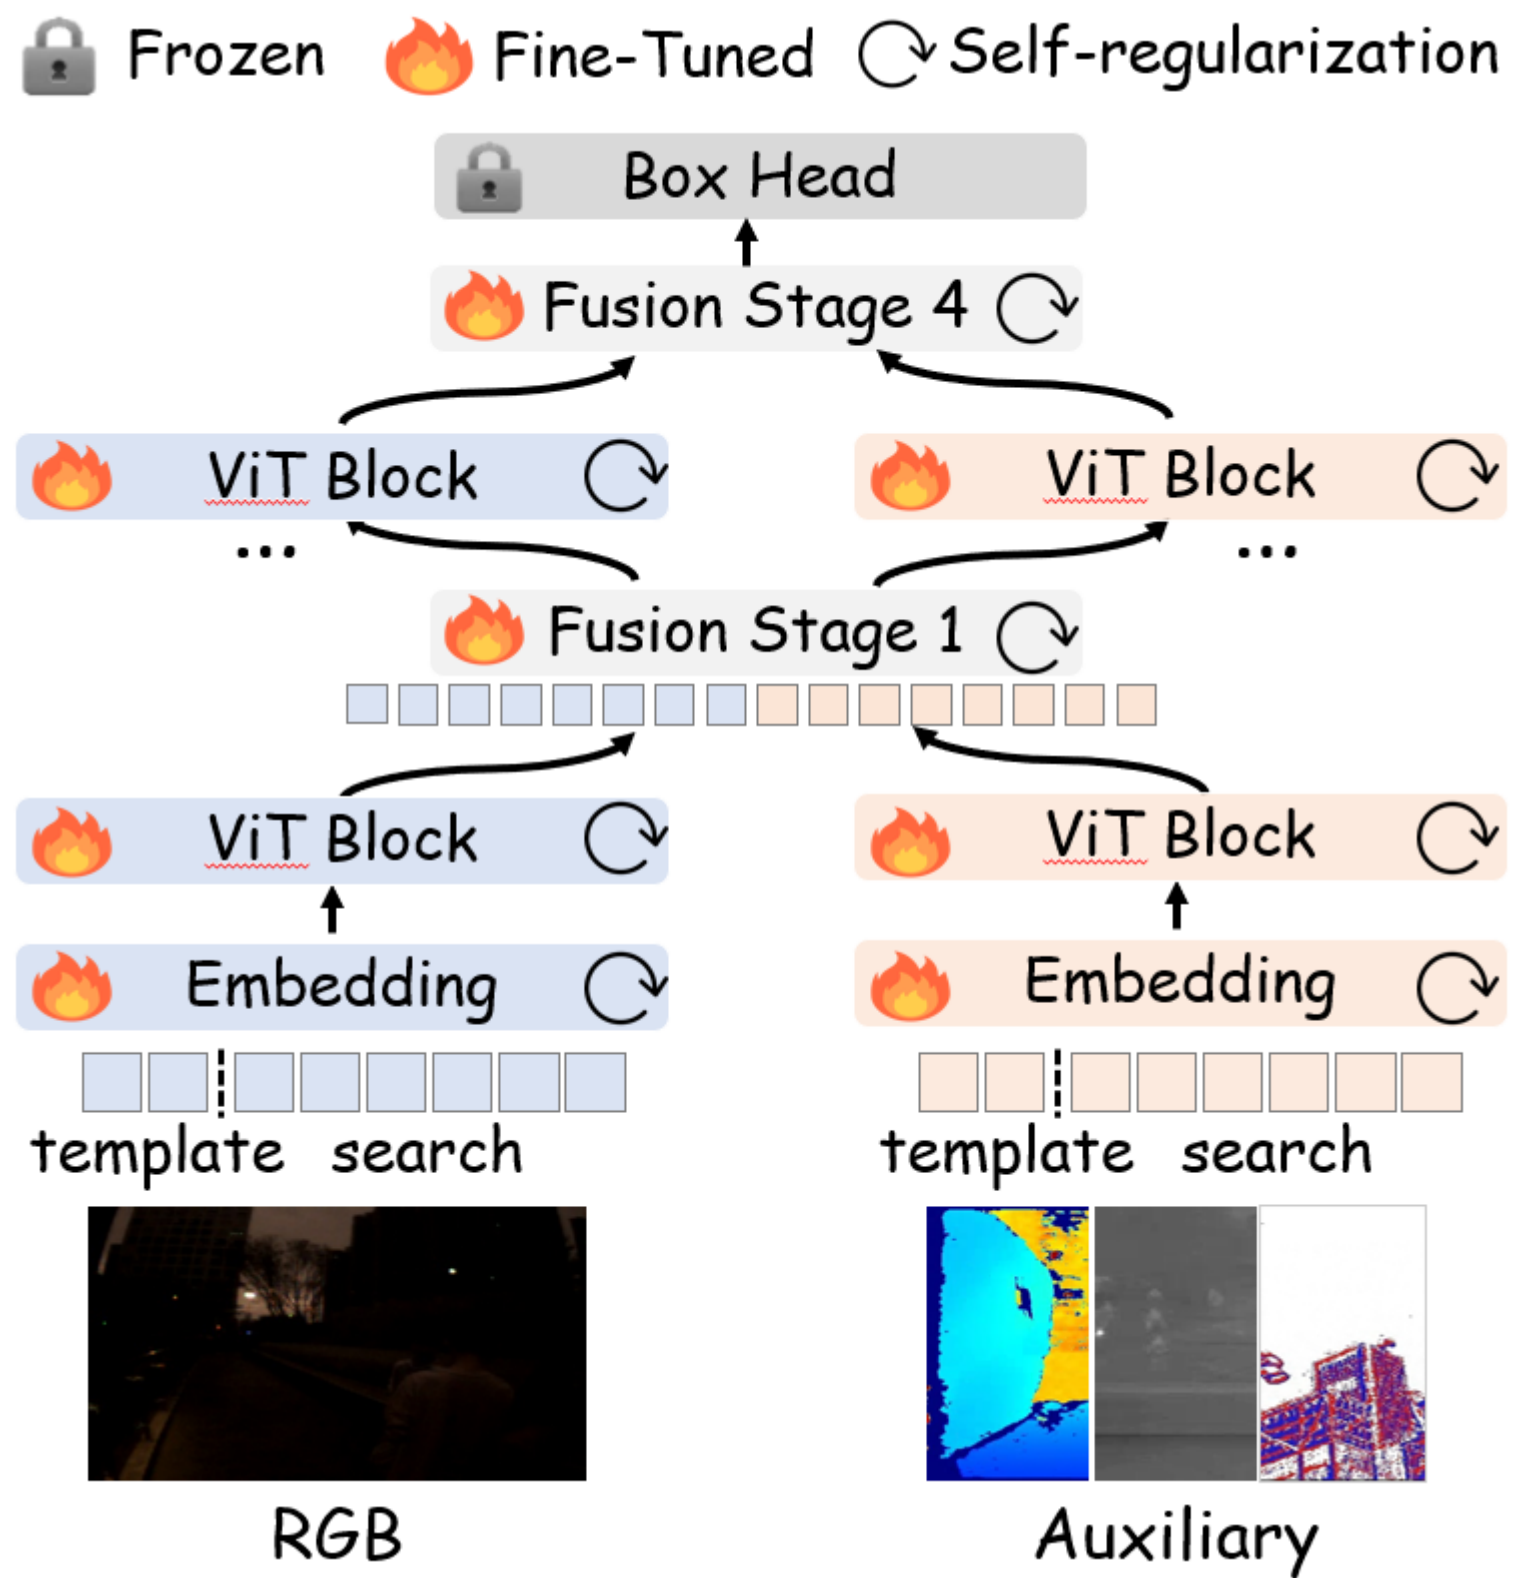 Frozen Fine-Tuned Self-regularization
Box Head
Fusion Stage 4
ViT Block ViT Block
... ...
Fusion Stage 1
ViT Block ViT Block
Embedding Embedding
template search template search
RGB Auxiliary